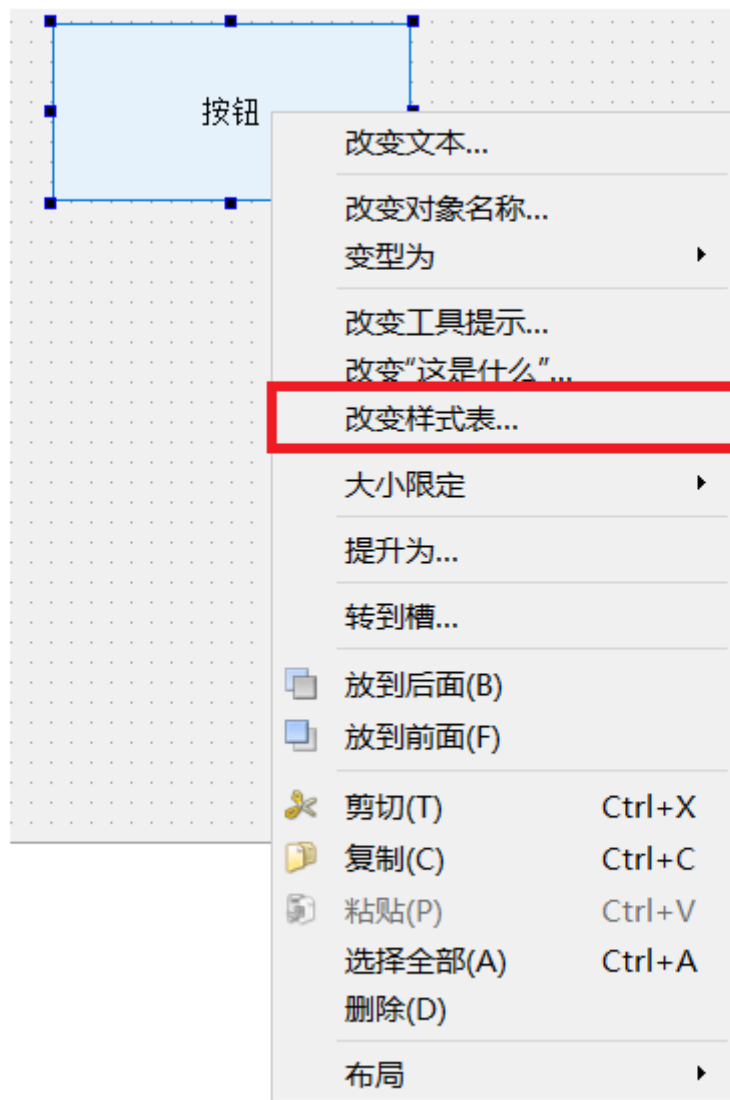 按钮
改变文本...
改变对象名称...
变型为
改变工具提示...
改变“这是什么”...
改变样式表...
大小限定
提升为...
转到槽...
放到后面(B)
放到前面(F)
剪切(T) Ctrl+X
复制(C) Ctrl+C
粘贴(P) Ctrl+V
选择全部(A) Ctrl+A
删除(D)
布局